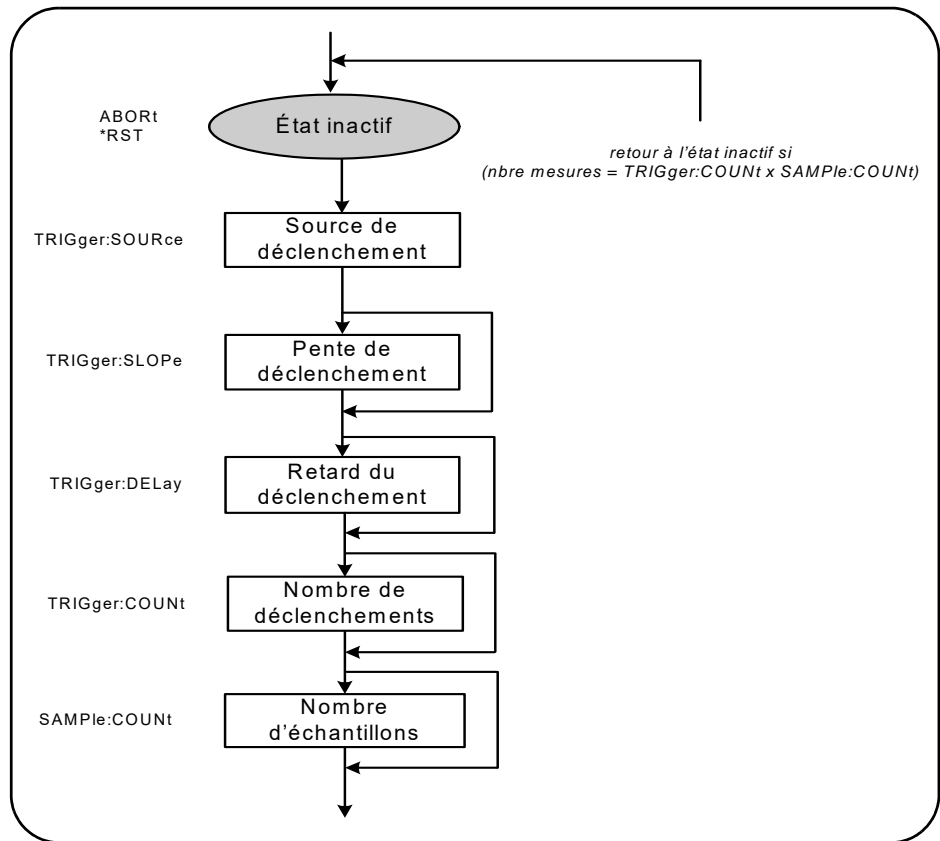 ABORt
*RST
État inactif
retour à l'état inactif si
(nbre mesures = TRIGger:COUNt x SAMPle:COUNt)
TRIGger:SOURce
Source de
déclenchement
TRIGger:SLOPe
Pente de
déclenchement
TRIGger:DELay
Retard du
déclenchement
TRIGger:COUNt
Nombre de
déclenchements
SAMPle:COUNt
Nombre
d'échantillons